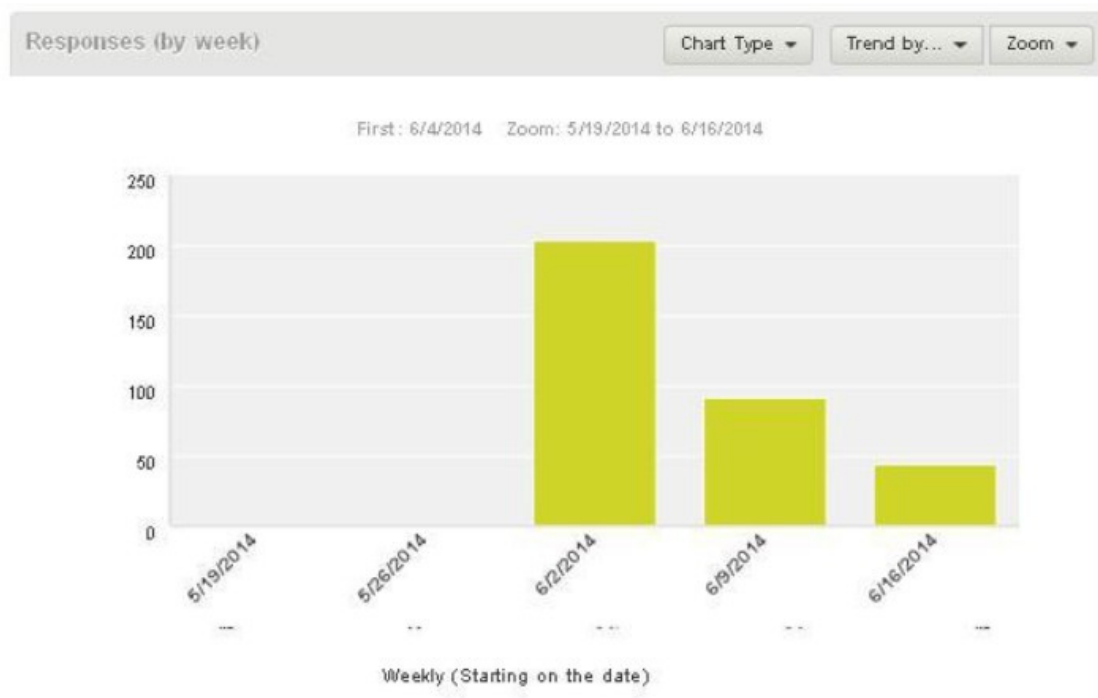 Responses (by week)
Chart Type Trend by... Zoom
First: 6/4/2014 Zoom: 5/19/2014 to 6/16/2014
250
200
150
100
50
0
5/19/2014 5/26/2014 6/2/2014 6/9/2014 6/16/2014
Weekly (Starting on the date)